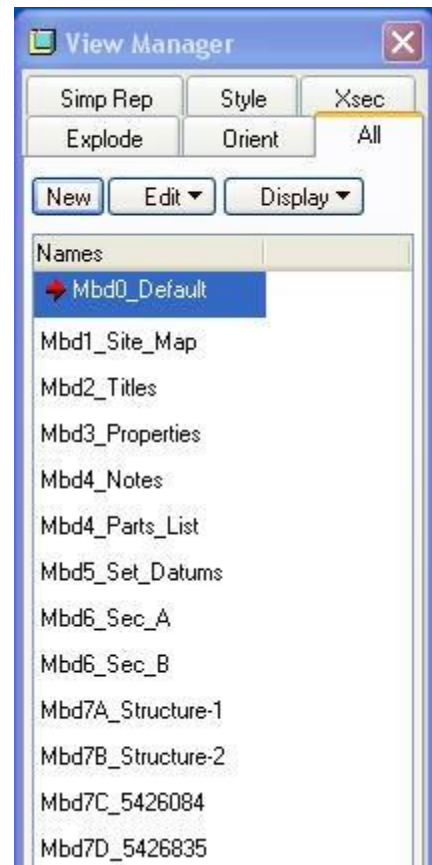 View Manager
Simp Rep Style Xsec
Explode Orient All
New Edit Display
Names
Mbd0_Default
Mbd1_Site_Map
Mbd2_Titles
Mbd3_Properties
Mbd4_Notes
Mbd4_Parts_List
Mbd5_Set_Datums
Mbd6_Sec_A
Mbd6_Sec_B
Mbd7A_Structure-1
Mbd7B_Structure-2
Mbd7C_5426084
Mbd7D_5426835